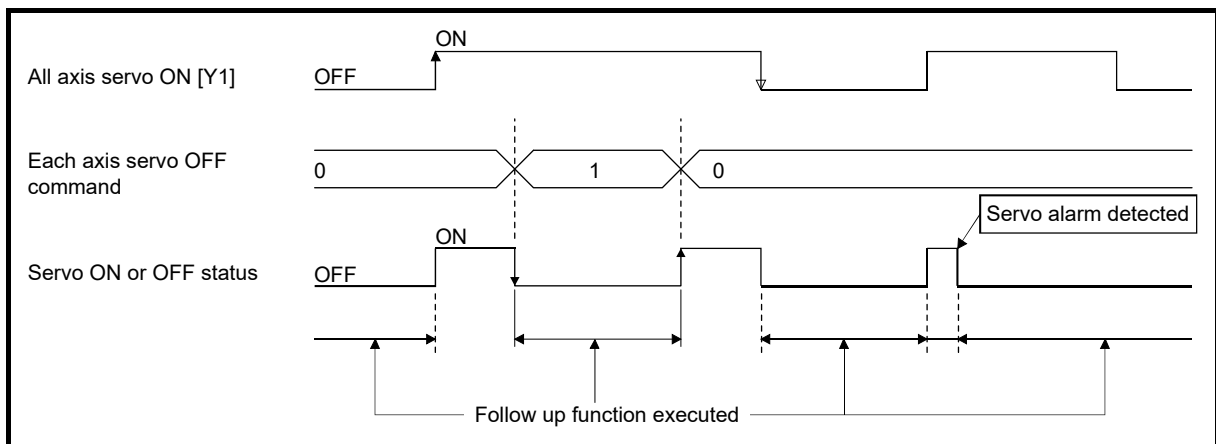 ON
All axis servo ON [Y1]
OFF
Each axis servo OFF
command
0
1
0
Servo alarm detected
ON
Servo ON or OFF status
OFF
Follow up function executed